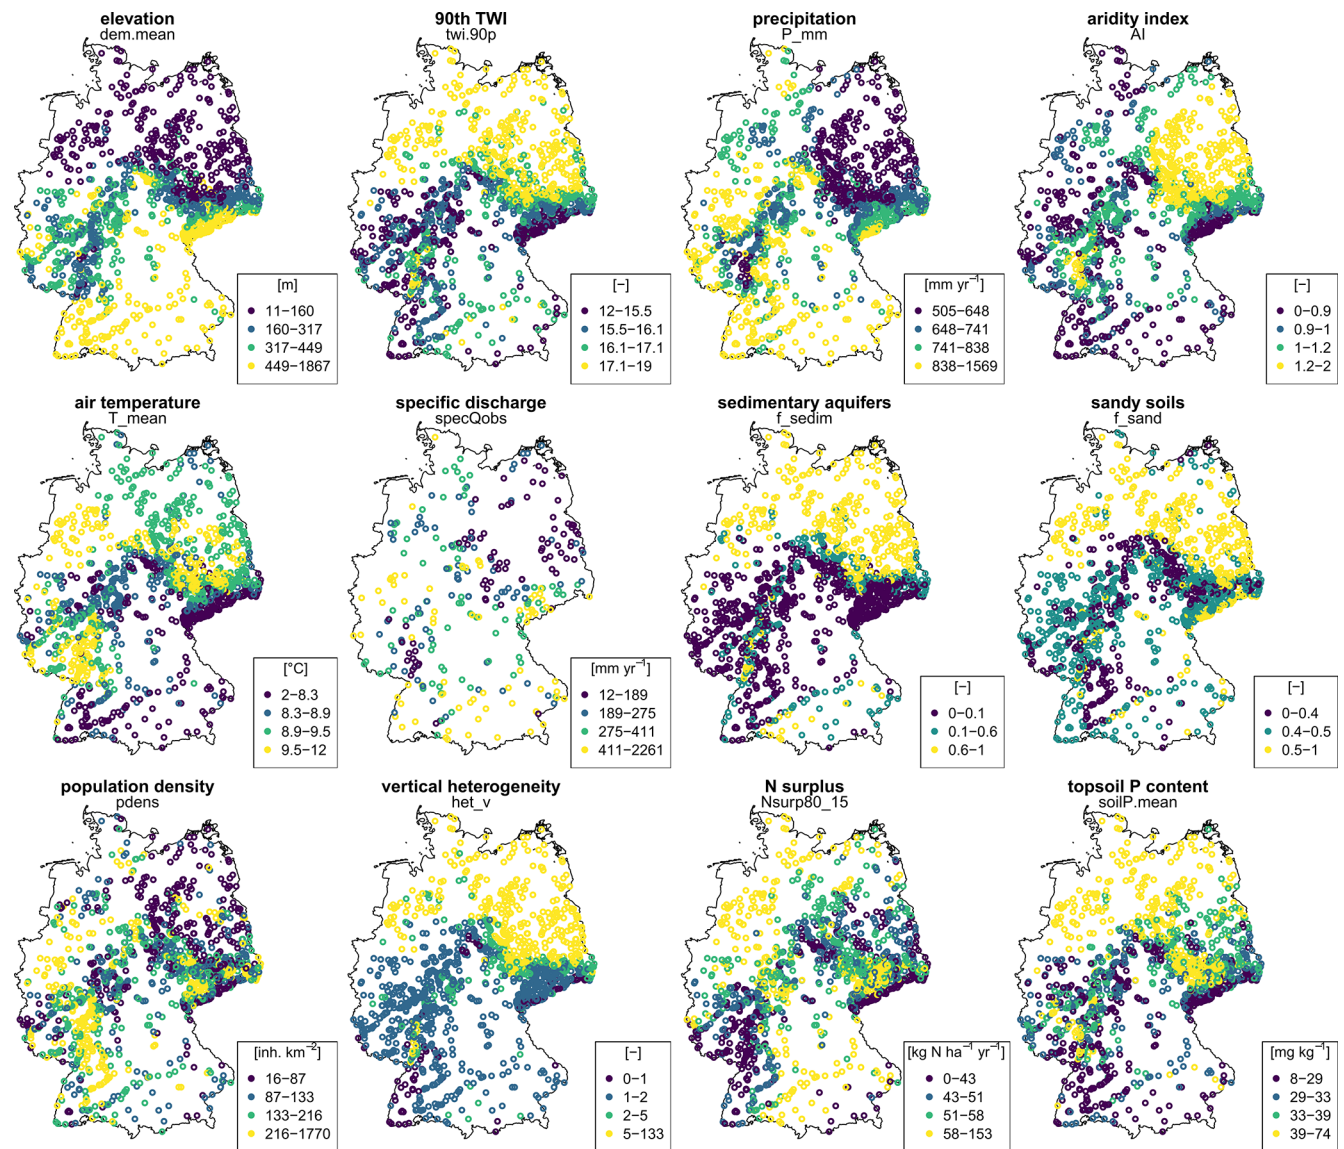 elevation
dem.mean
[m]
11−160
160−317
317−449
449−1867
90th TWI
twi.90p
[−]
12−15.5
15.5−16.1
16.1−17.1
17.1−19
precipitation
P_mm
[mm yr⁻¹]
505−648
648−741
741−838
838−1569
aridity index
AI
[−]
0−0.9
0.9−1
1−1.2
1.2−2
air temperature
T_mean
[°C]
2−8.3
8.3−8.9
8.9−9.5
9.5−12
specific discharge
specQobs
[mm yr⁻¹]
12−189
189−275
275−411
411−2261
sedimentary aquifers
f_sedim
[−]
0−0.1
0.1−0.6
0.6−1
sandy soils
f_sand
[−]
0−0.4
0.4−0.5
0.5−1
population density
pdens
[inh. km⁻²]
16−87
87−133
133−216
216−1770
vertical heterogeneity
het_v
[−]
0−1
1−2
2−5
5−133
N surplus
Nsurp80_15
[kg N ha⁻¹ yr⁻¹]
0−43
43−51
51−58
58−153
topsoil P content
soilP.mean
[mg kg⁻¹]
8−29
29−33
33−39
39−74